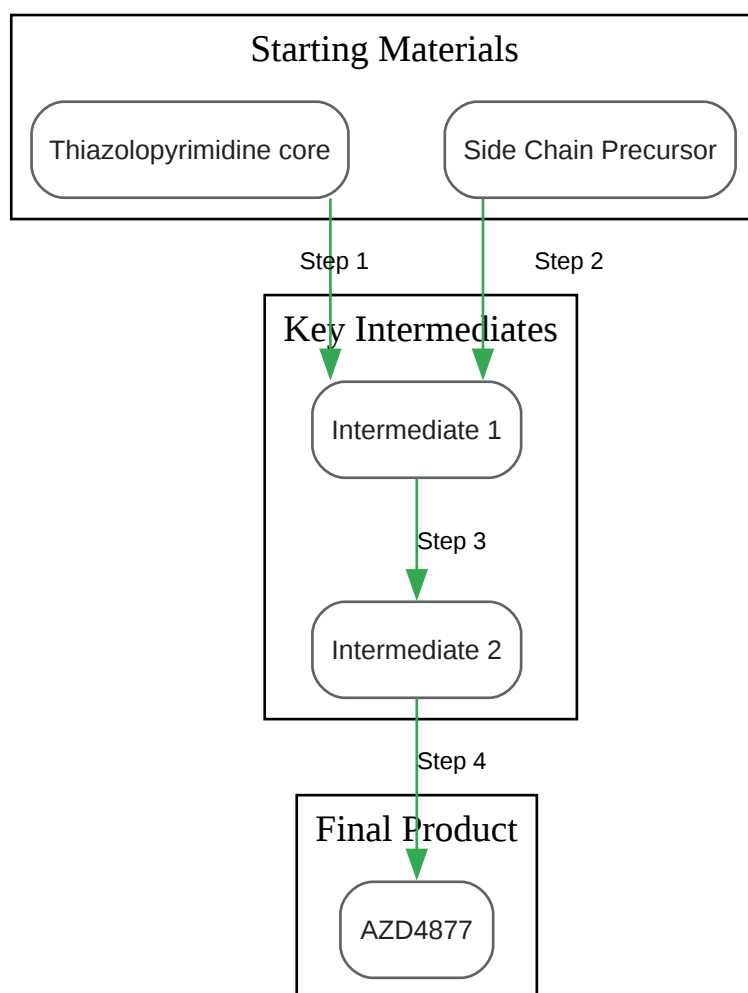 Starting Materials
Thiazolopyrimidine core
Side Chain Precursor
Step 1
Step 2
Key Intermediates
Intermediate 1
Step 3
Intermediate 2
Step 4
Final Product
AZD4877